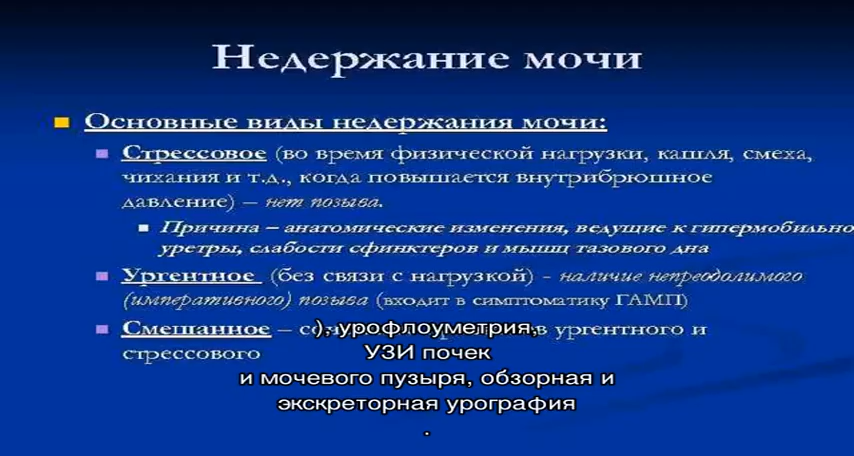 Недержание мочи
Основные виды недержания мочи:
Стрессовое (во время физической нагрузки, кашля, смеха,
чихания и т.д., когда повышается внутрибрюшное
давление) – нет позыва.
Причина – анатомические изменения, ведущие к гипермобильно
уретры, слабости сфинктеров и мышц тазового дна
Ургентное (без связи с нагрузкой) - наличие непреодолимого
(императивного) позыва (входит в симптоматику ГАМП)
Смешанное – ургентного и
стрессового
), урофлоуметрия,
УЗИ почек
и мочевого пузыря, обзорная и
экскреторная урография
.